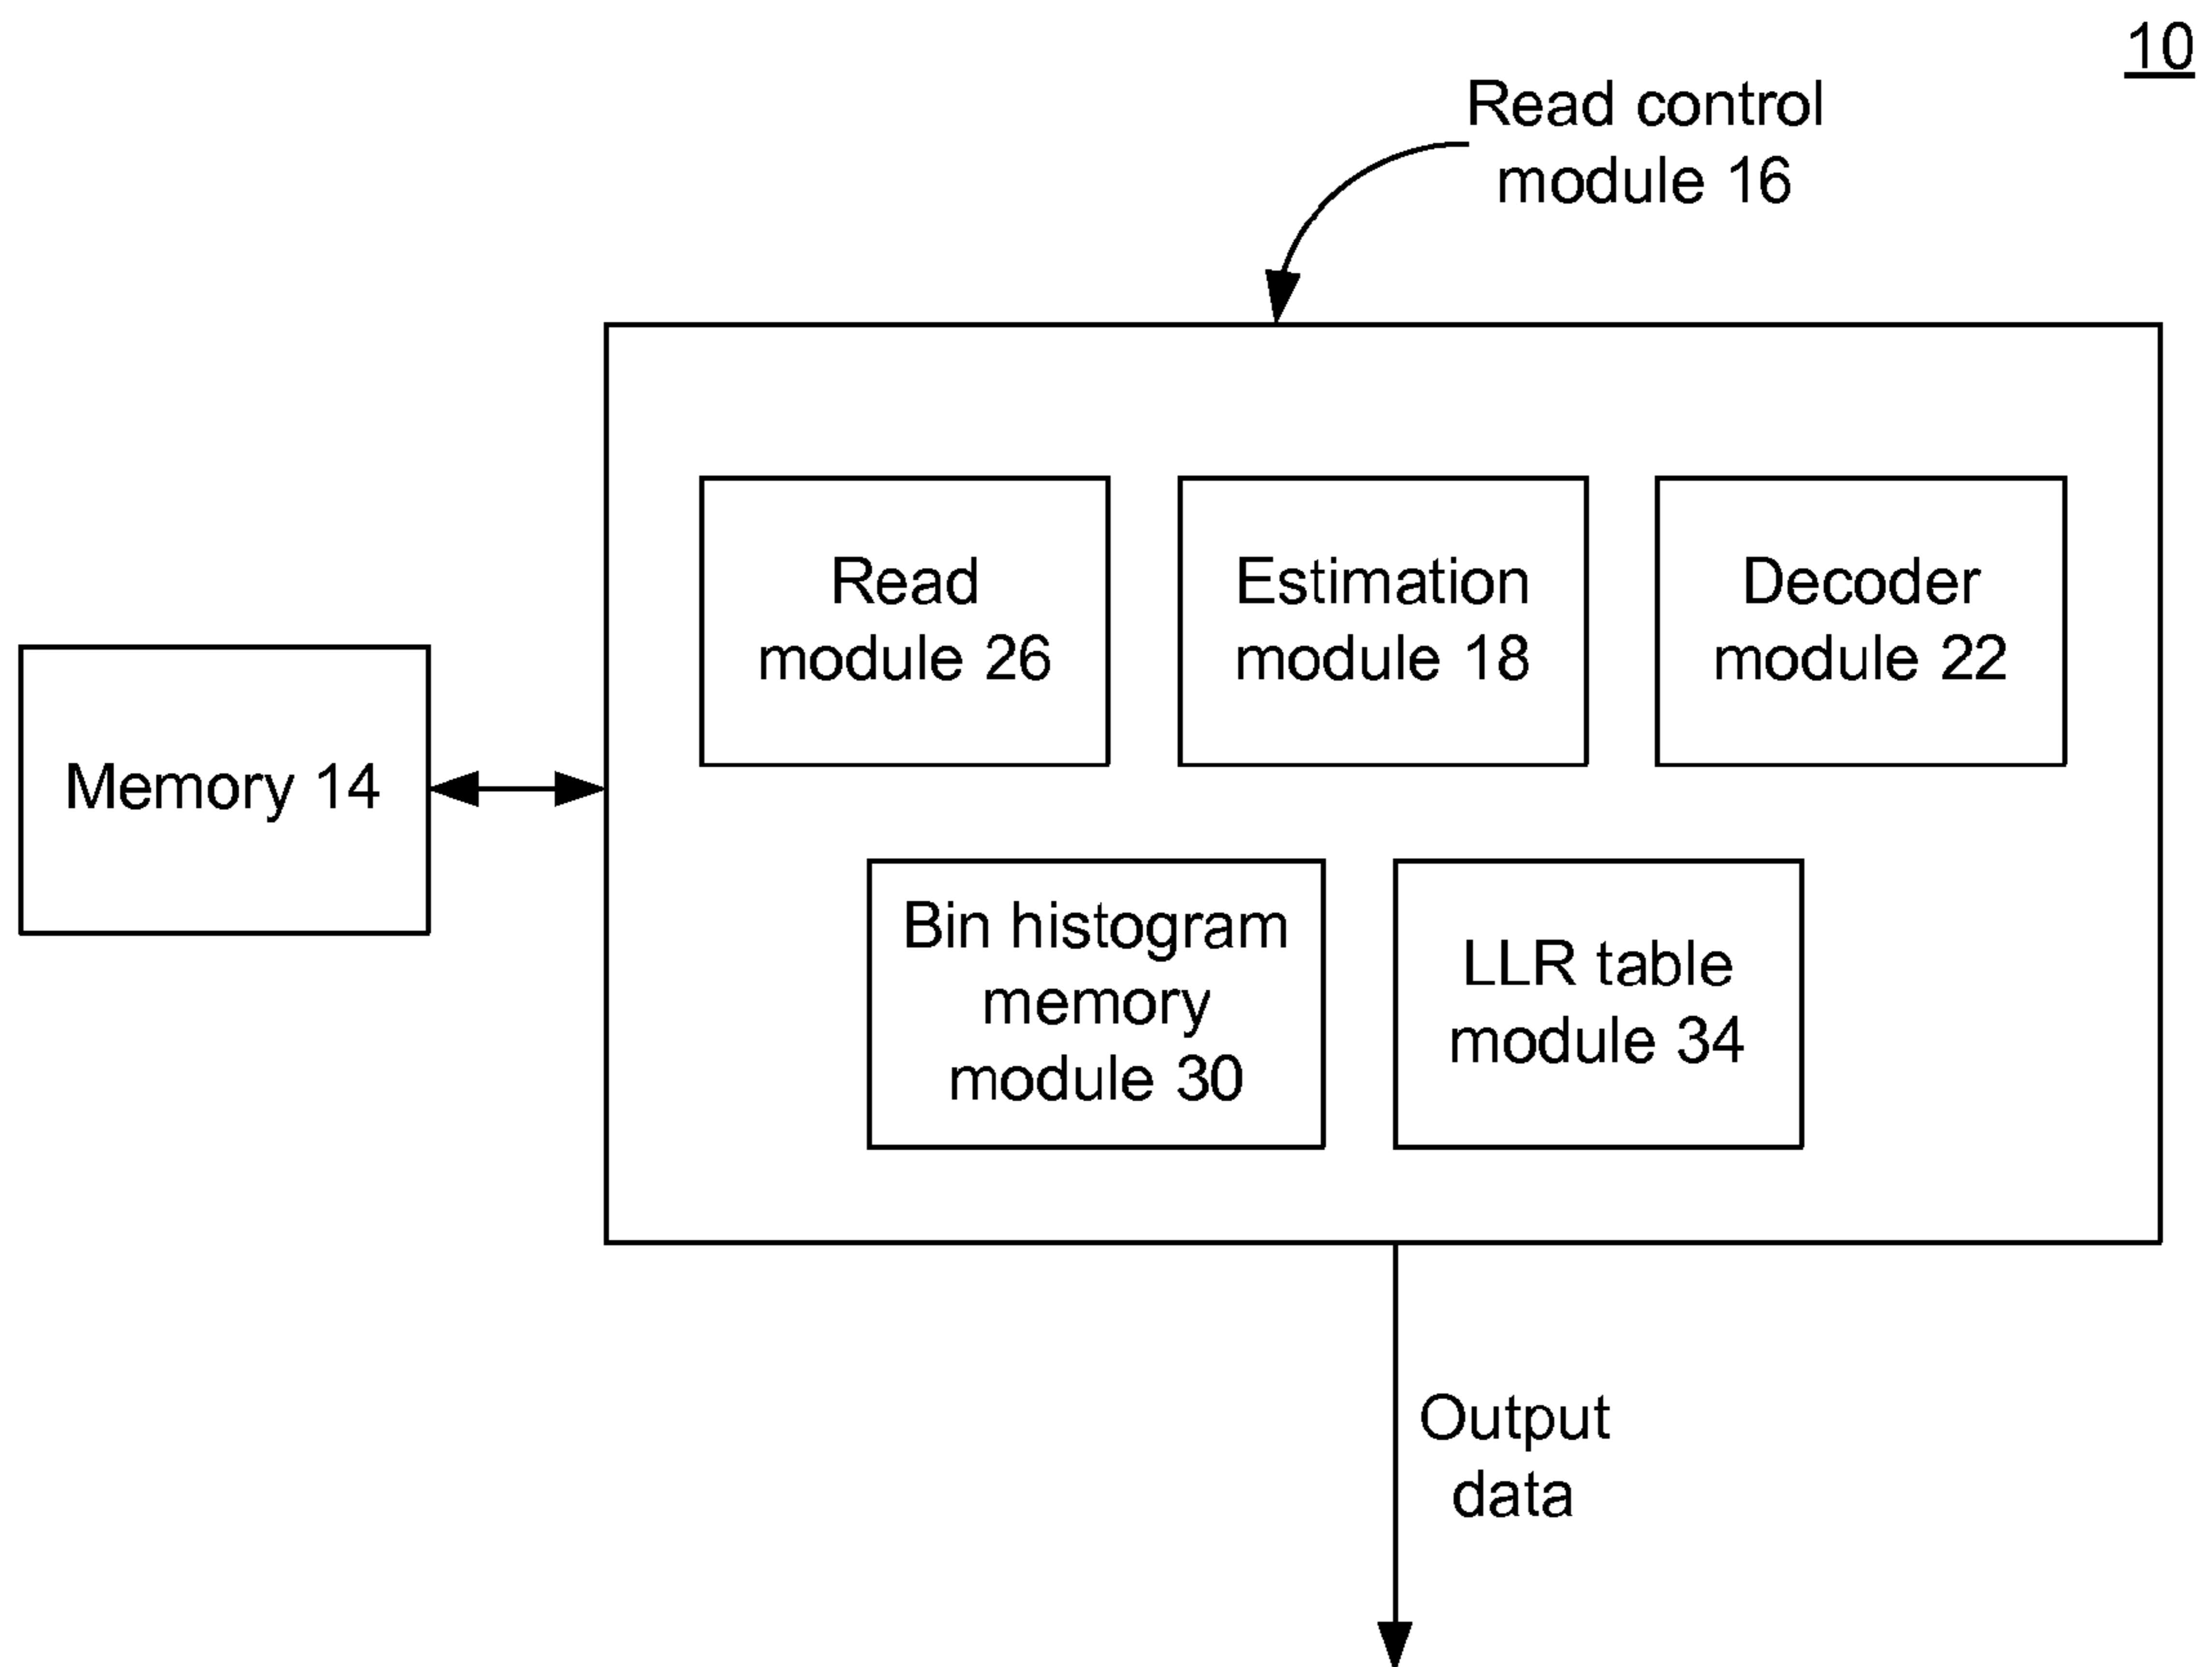 10
Read control
module 16
Read
module 26
Estimation
module 18
Decoder
module 22
Memory 14
Bin histogram
memory
module 30
LLR table
module 34
Output
data